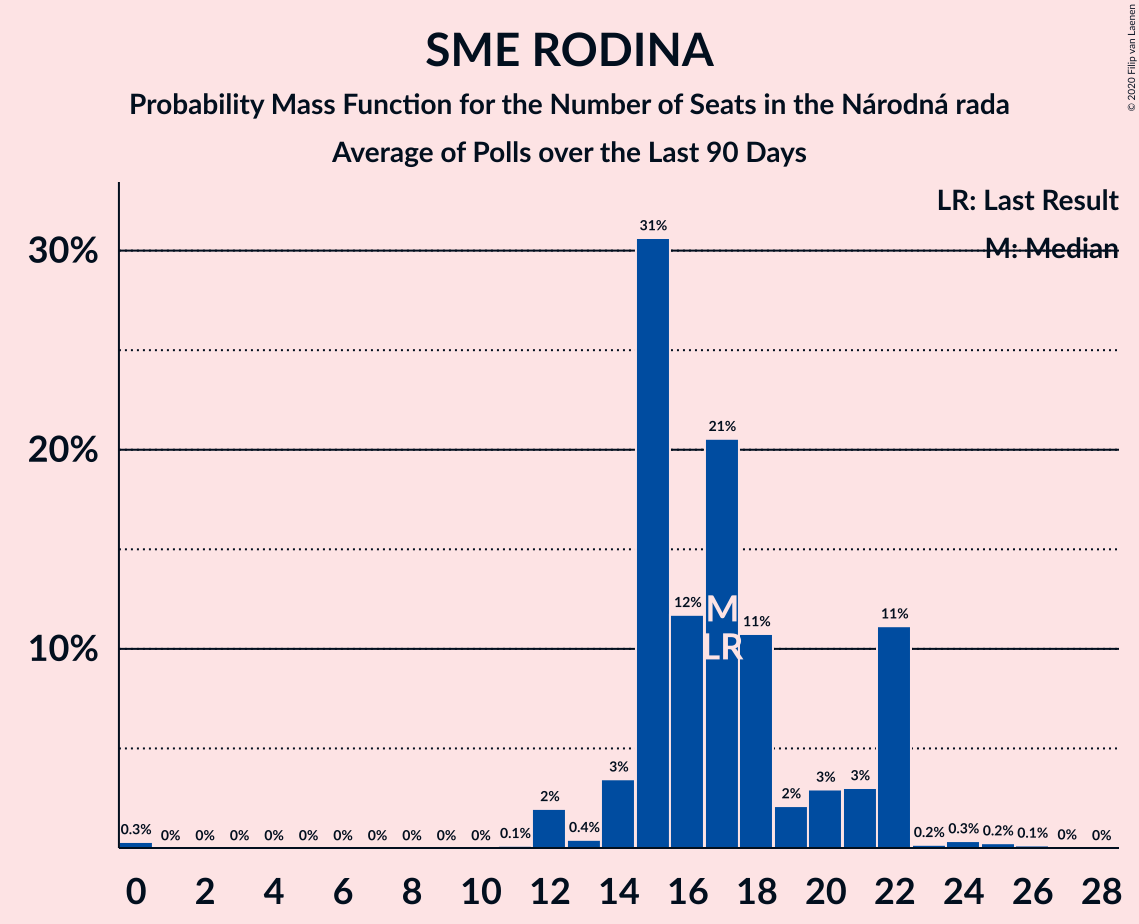 SME RODINA
Probability Mass Function for the Number of Seats in the Národná rada
Average of Polls over the Last 90 Days
© 2020 Filip van Laenen
LR: Last Result
M: Median
30%
20%
10%
0.3% 0% 0% 0% 0% 0% 0% 0% 0% 0% 0% 0.1% 2% 0.4% 3% 31% 12% 21% 11% 2% 3% 3% 11% 0.2% 0.3% 0.2% 0.1% 0% 0%
M
LR
0 2 4 6 8 10 12 14 16 18 20 22 24 26 28